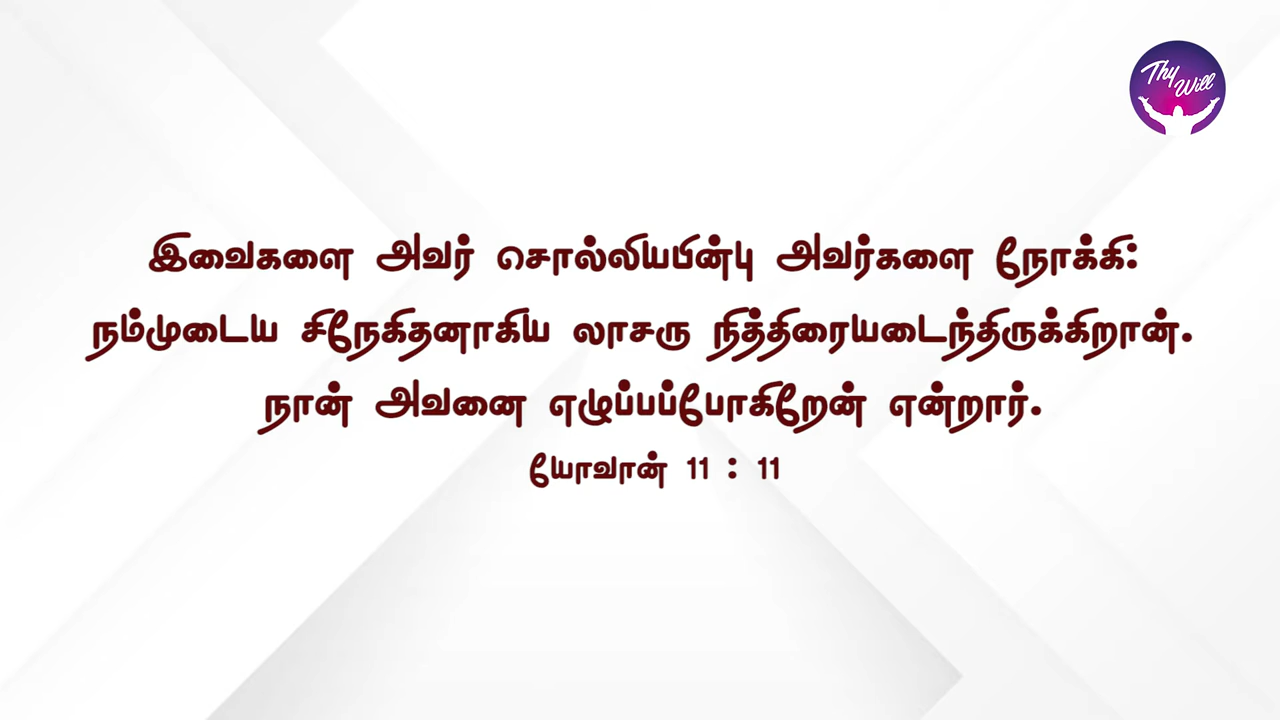 Thy Will
இவைகளை அவர் சொல்லியபின்பு அவர்களை நோக்கி:
நம்முடைய சிநேகிதனாகிய லாசரு நித்திரையடைந்திருக்கிறான்.
நான் அவனை எழுப்பப்போகிறேன் என்றார்.
யோவான் 11 : 11